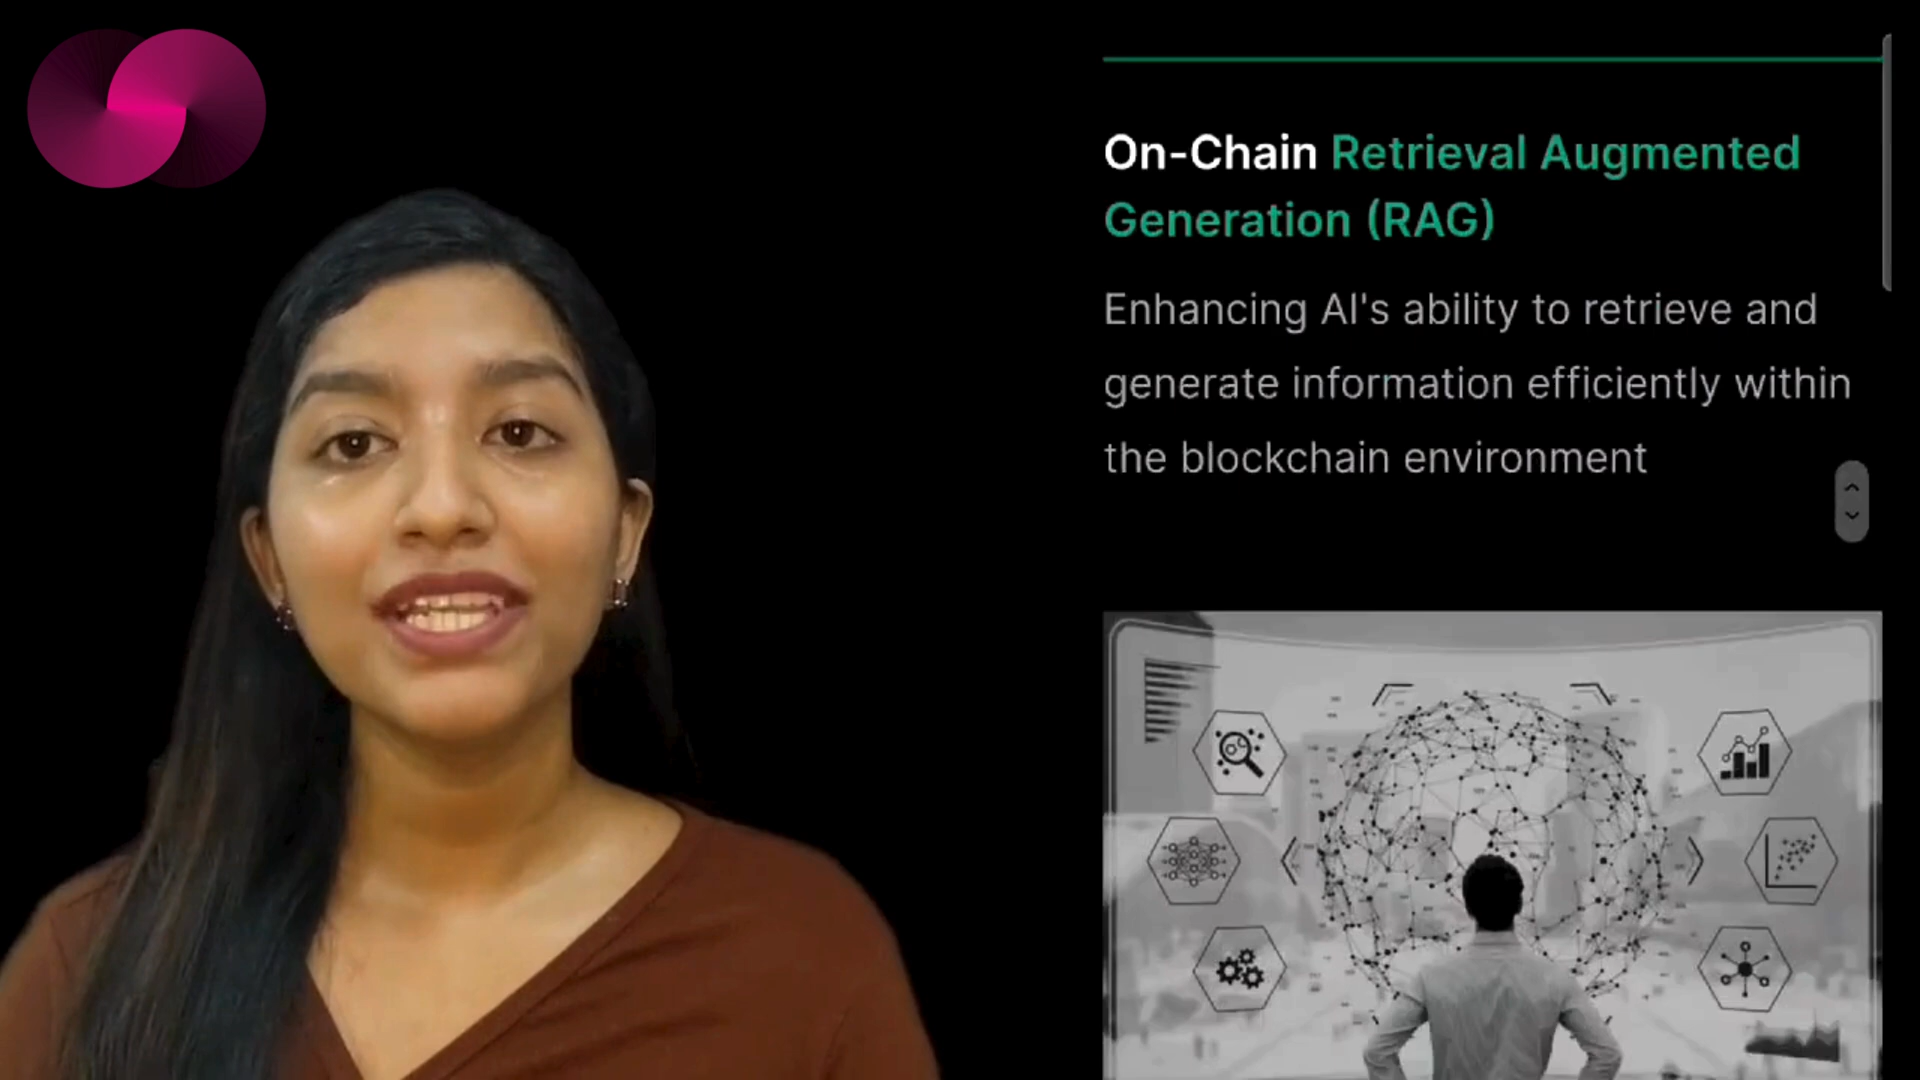 On-Chain Retrieval Augmented
Generation (RAG)
Enhancing AI's ability to retrieve and
generate information efficiently within
the blockchain environment